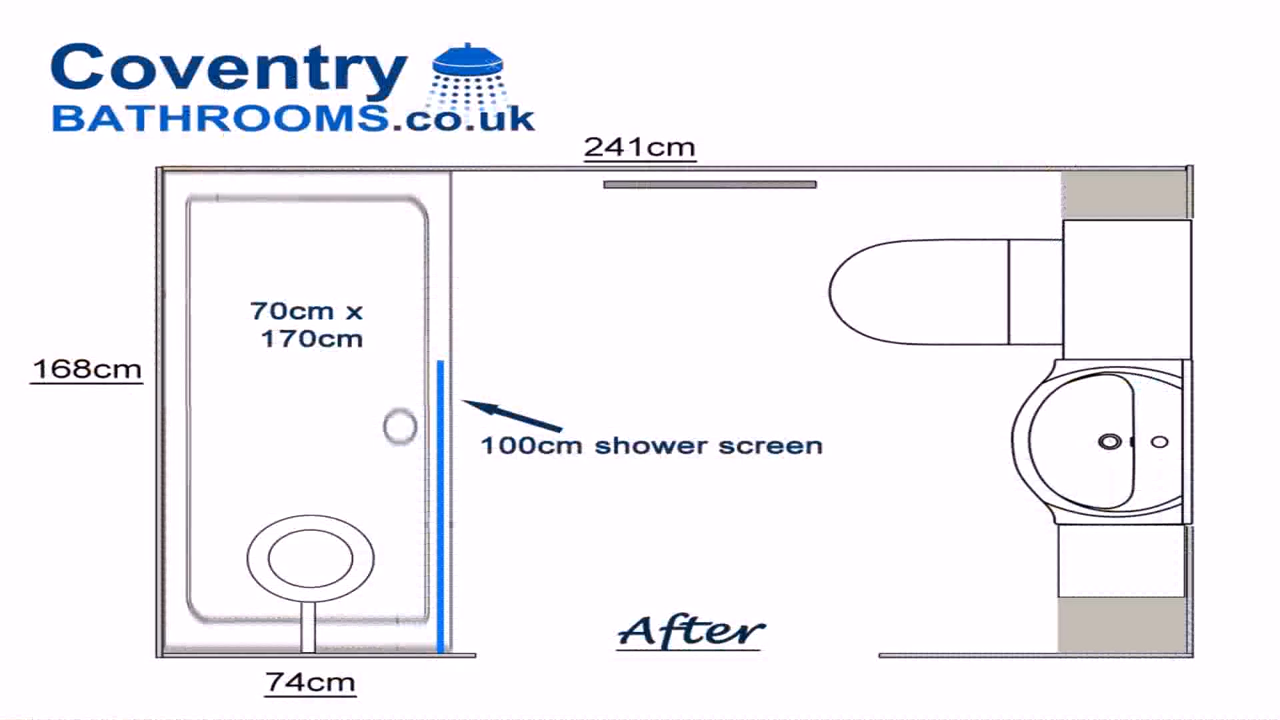 Coventry
BATHROOMS.co.uk
241cm
70cm x
170cm
168cm
100cm shower screen
After
74cm